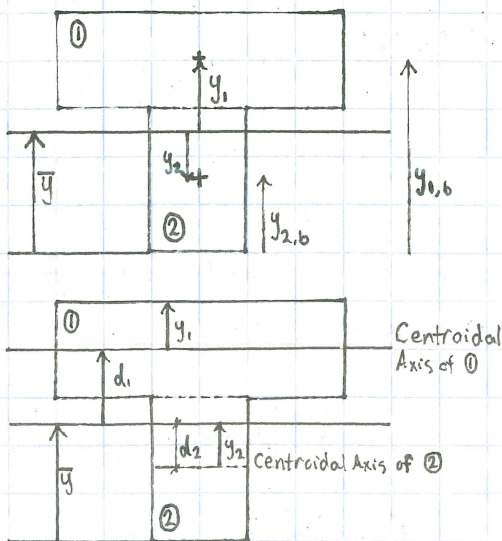 ①
y₁
y₂
y̅
②
y₂,b
y₁,b
①
y₁
Centroidal
Axis of ①
d₁
d₂
y₂
Centroidal Axis of ②
y̅
②